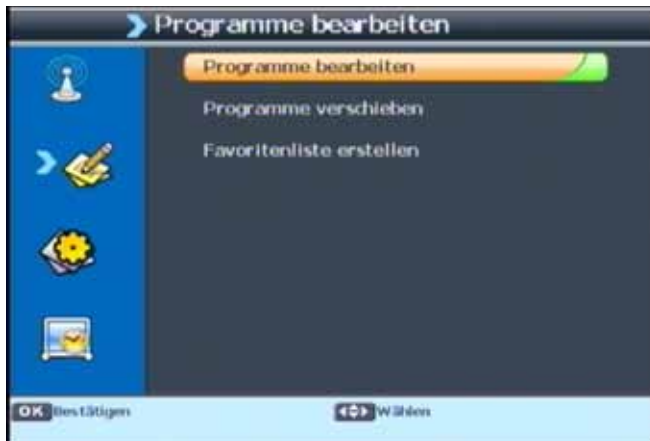 Programme bearbeiten
Programme bearbeiten
Programme verschieben
Favoritenliste erstellen
OK Bestätigen
Wählen